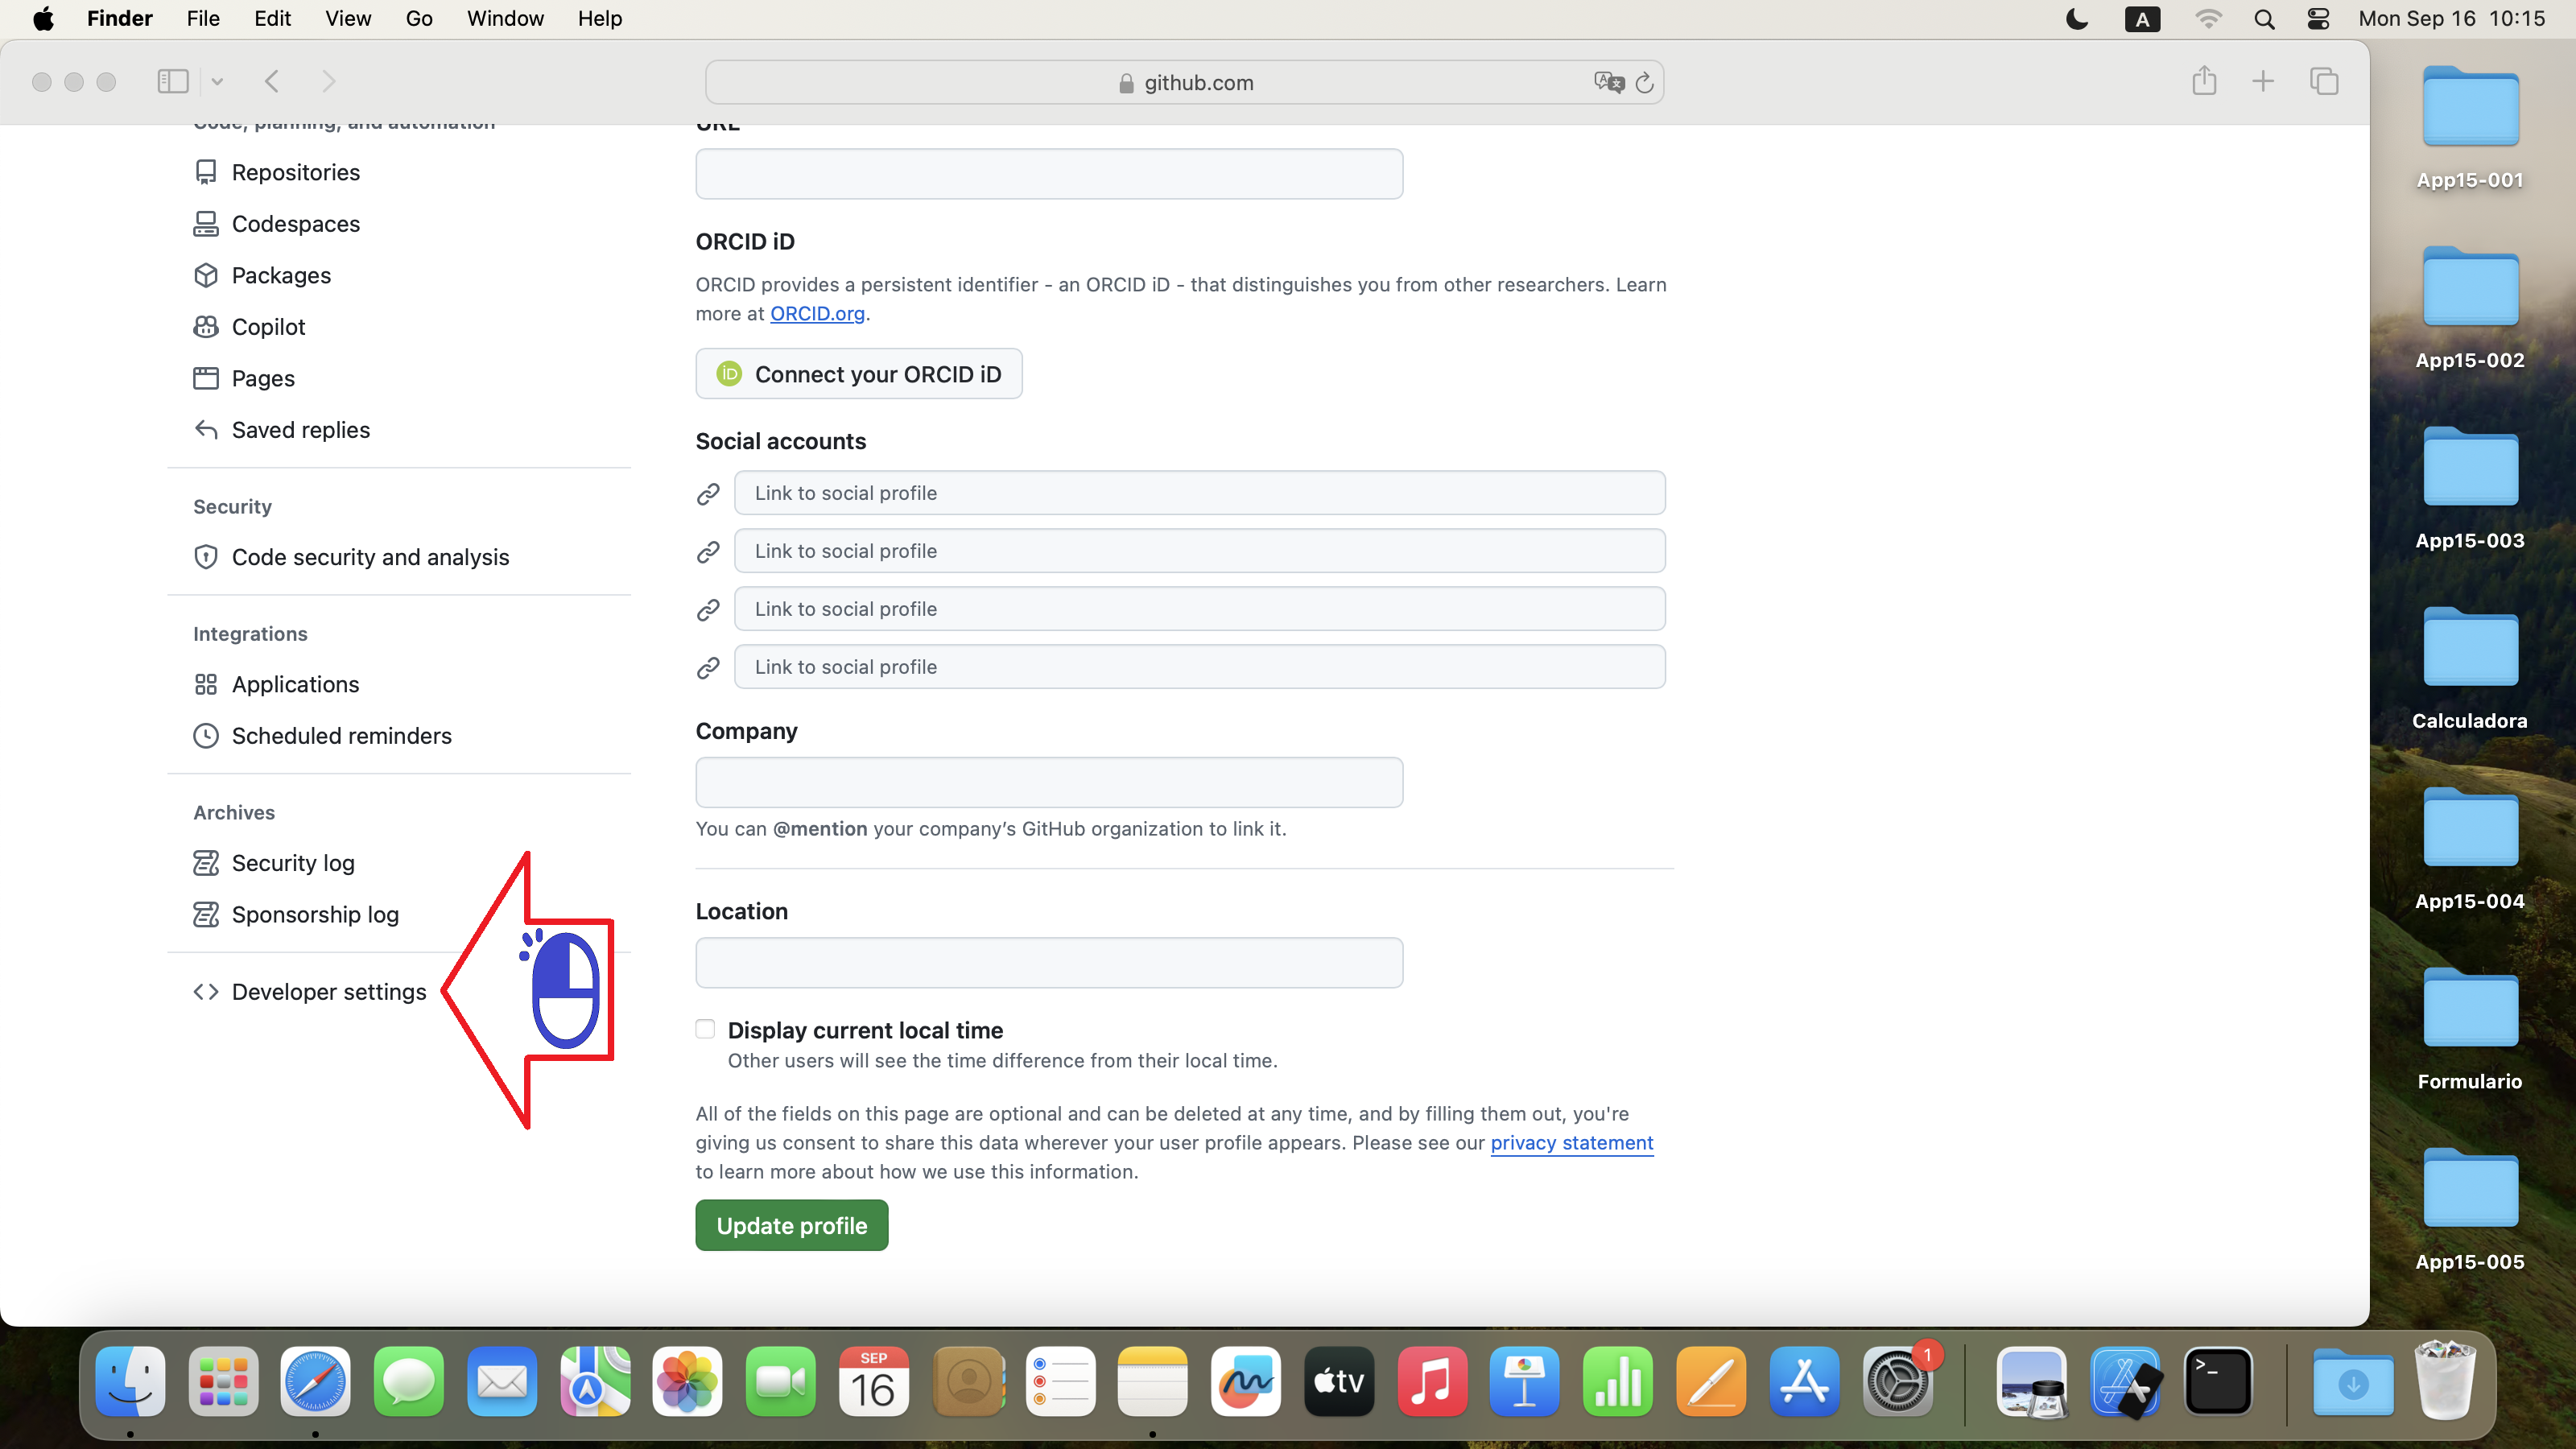 Finder File Edit View Go Window Help
A Mon Sep 16 10:15
github.com
Code, planning, and automation
Repositories
Codespaces
Packages
Copilot
Pages
Saved replies
Security
Code security and analysis
Integrations
Applications
Scheduled reminders
Archives
Security log
Sponsorship log
Developer settings
URL
ORCID iD
ORCID provides a persistent identifier - an ORCID iD - that distinguishes you from other researchers. Learn
more at ORCID.org.
iD Connect your ORCID iD
Social accounts
Link to social profile
Link to social profile
Link to social profile
Link to social profile
Company
You can @mention your company's GitHub organization to link it.
Location
Display current local time
Other users will see the time difference from their local time.
All of the fields on this page are optional and can be deleted at any time, and by filling them out, you're
giving us consent to share this data wherever your user profile appears. Please see our privacy statement
to learn more about how we use this information.
Update profile
App15-001
App15-002
App15-003
Calculadora
App15-004
Formulario
App15-005
SEP
16
tv
1
>_